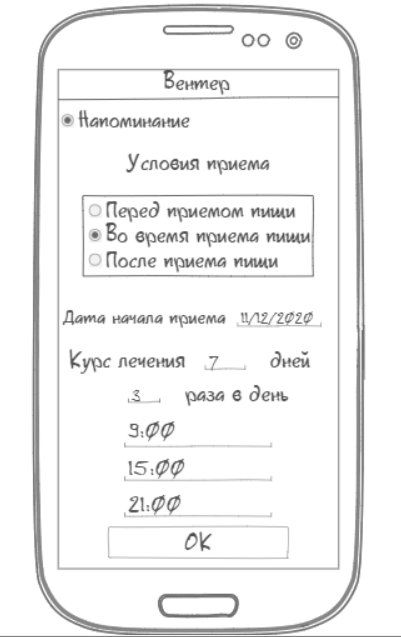 Вентер
Напоминание
Условия приема
Перед приемом пищи
Во время приема пищи
После приема пищи
Дата начала приема 11/12/2020
Курс лечения 7 дней
3 раза в день
9:00
15:00
21:00
OK